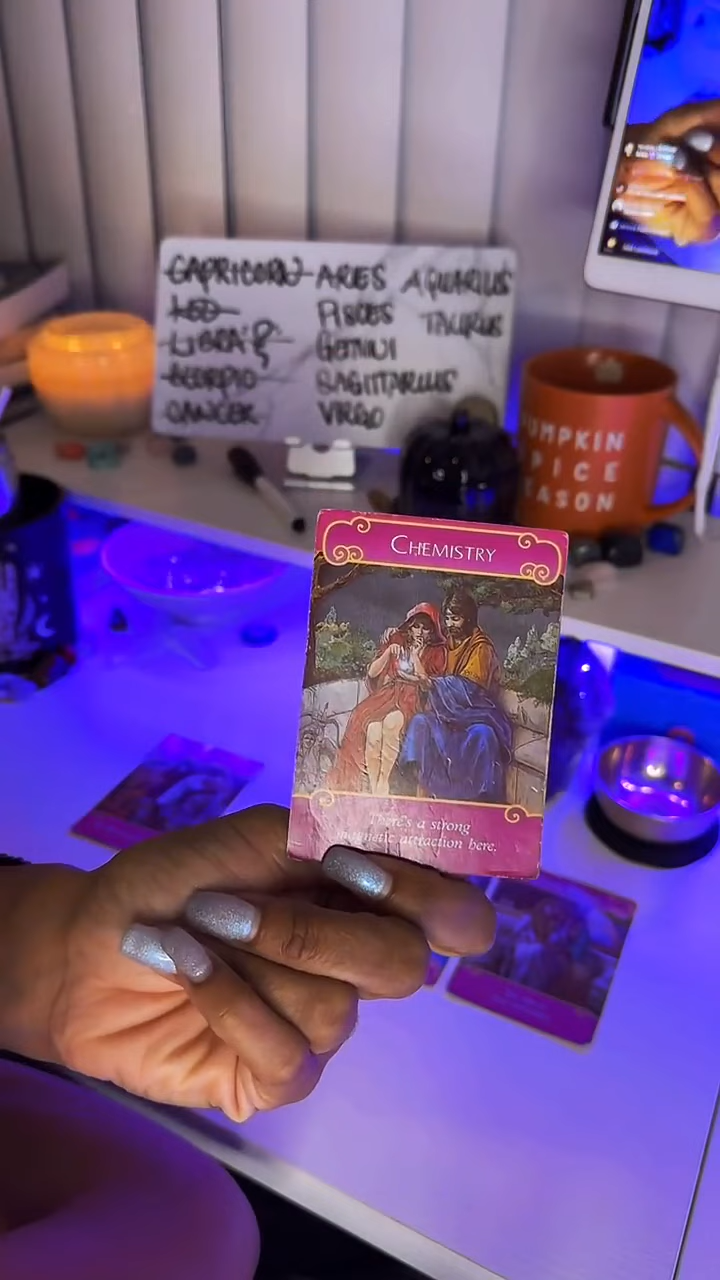 CAPRICORN ARIES AQUARIUS
LEO PISCES TAURUS
LIBRA GEMINI
SCORPIO SAGITTARIUS
CANCER VIRGO
PUMPKIN
SPICE
SEASON
CHEMISTRY
There's a strong
magnetic attraction here.